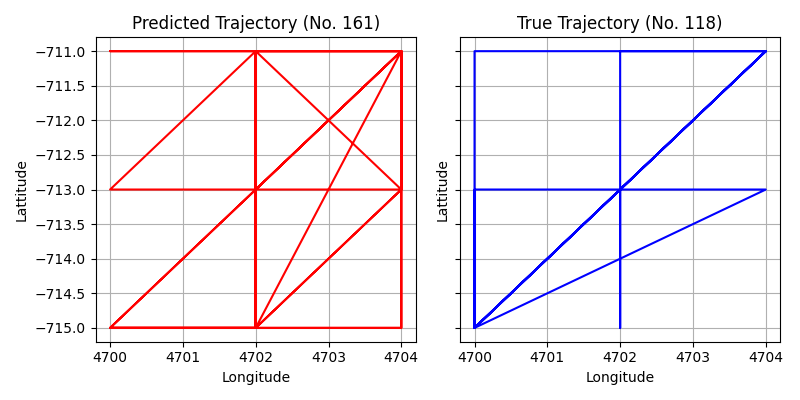 Predicted Trajectory (No. 161)
True Trajectory (No. 118)
−711.0
−711.5
−712.0
−712.5
−713.0
−713.5
−714.0
−714.5
−715.0
Lattitude
Lattitude
4700 4701 4702 4703 4704
4700 4701 4702 4703 4704
Longitude
Longitude